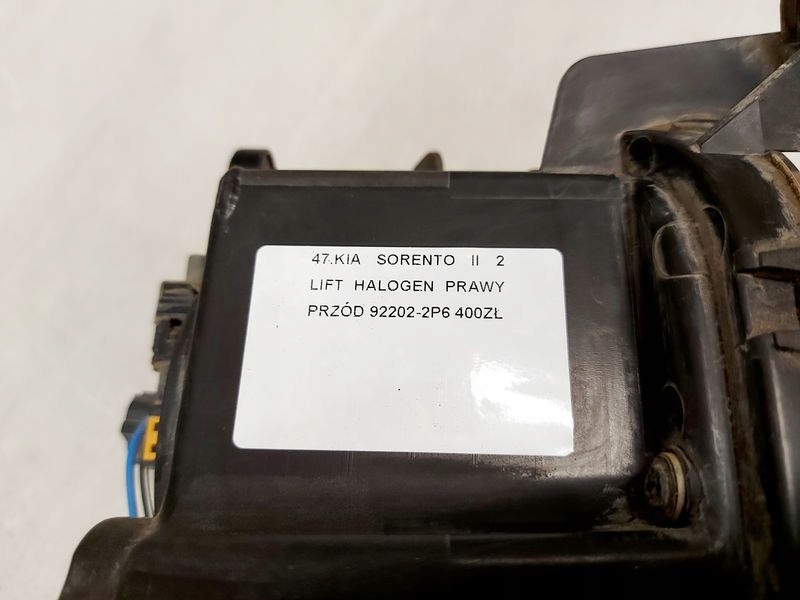 47.KIA SORENTO II 2
LIFT HALOGEN PRAWY
PRZÓD 92202-2P6 400ZŁ